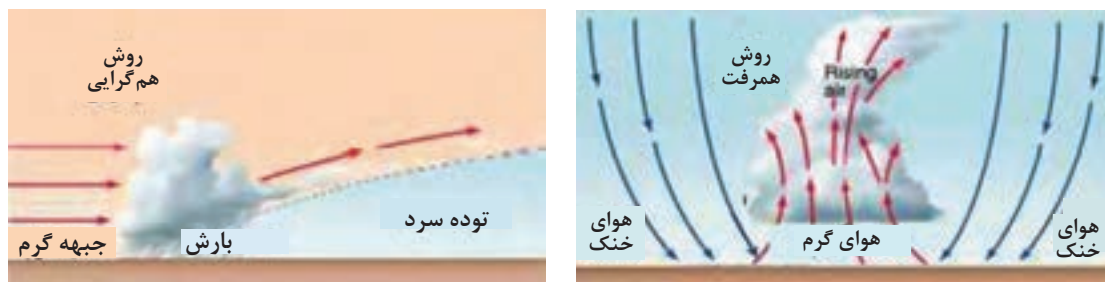 روش
همرفت
Rising
air
هوای
خنک
هوای گرم
هوای
خنک
روش
هم‌گرایی
جبهه گرم
بارش
توده سرد